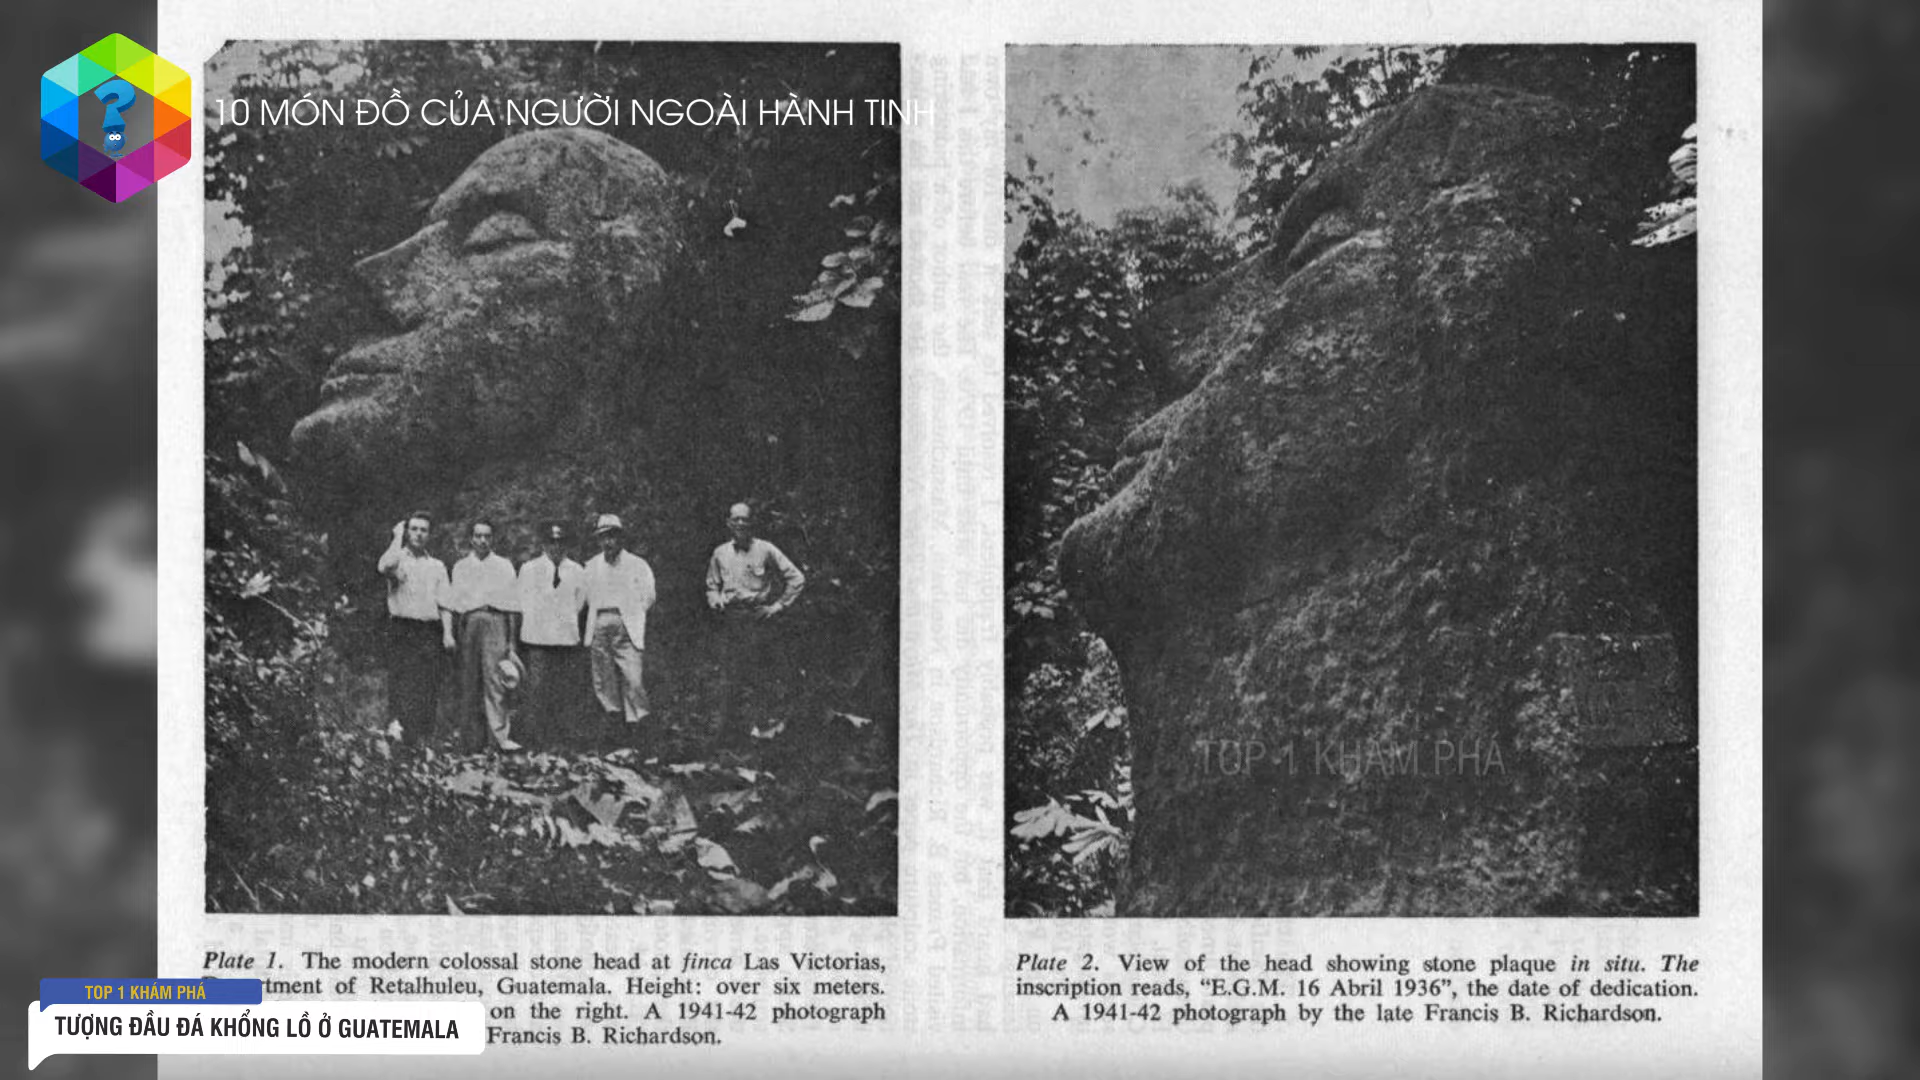 10 MÓN ĐỒ CỦA NGƯỜI NGOÀI HÀNH TINH
TOP 1 KHÁM PHÁ
Plate 1. The modern colossal stone head at finca Las Victorias,
rtment of Retalhuleu, Guatemala. Height: over six meters.
on the right. A 1941-42 photograph
Francis B. Richardson.
Plate 2. View of the head showing stone plaque in situ. The
inscription reads, “E.G.M. 16 Abril 1936”, the date of dedication.
A 1941-42 photograph by the late Francis B. Richardson.
TOP 1 KHÁM PHÁ
TƯỢNG ĐẦU ĐÁ KHỔNG LỒ Ở GUATEMALA